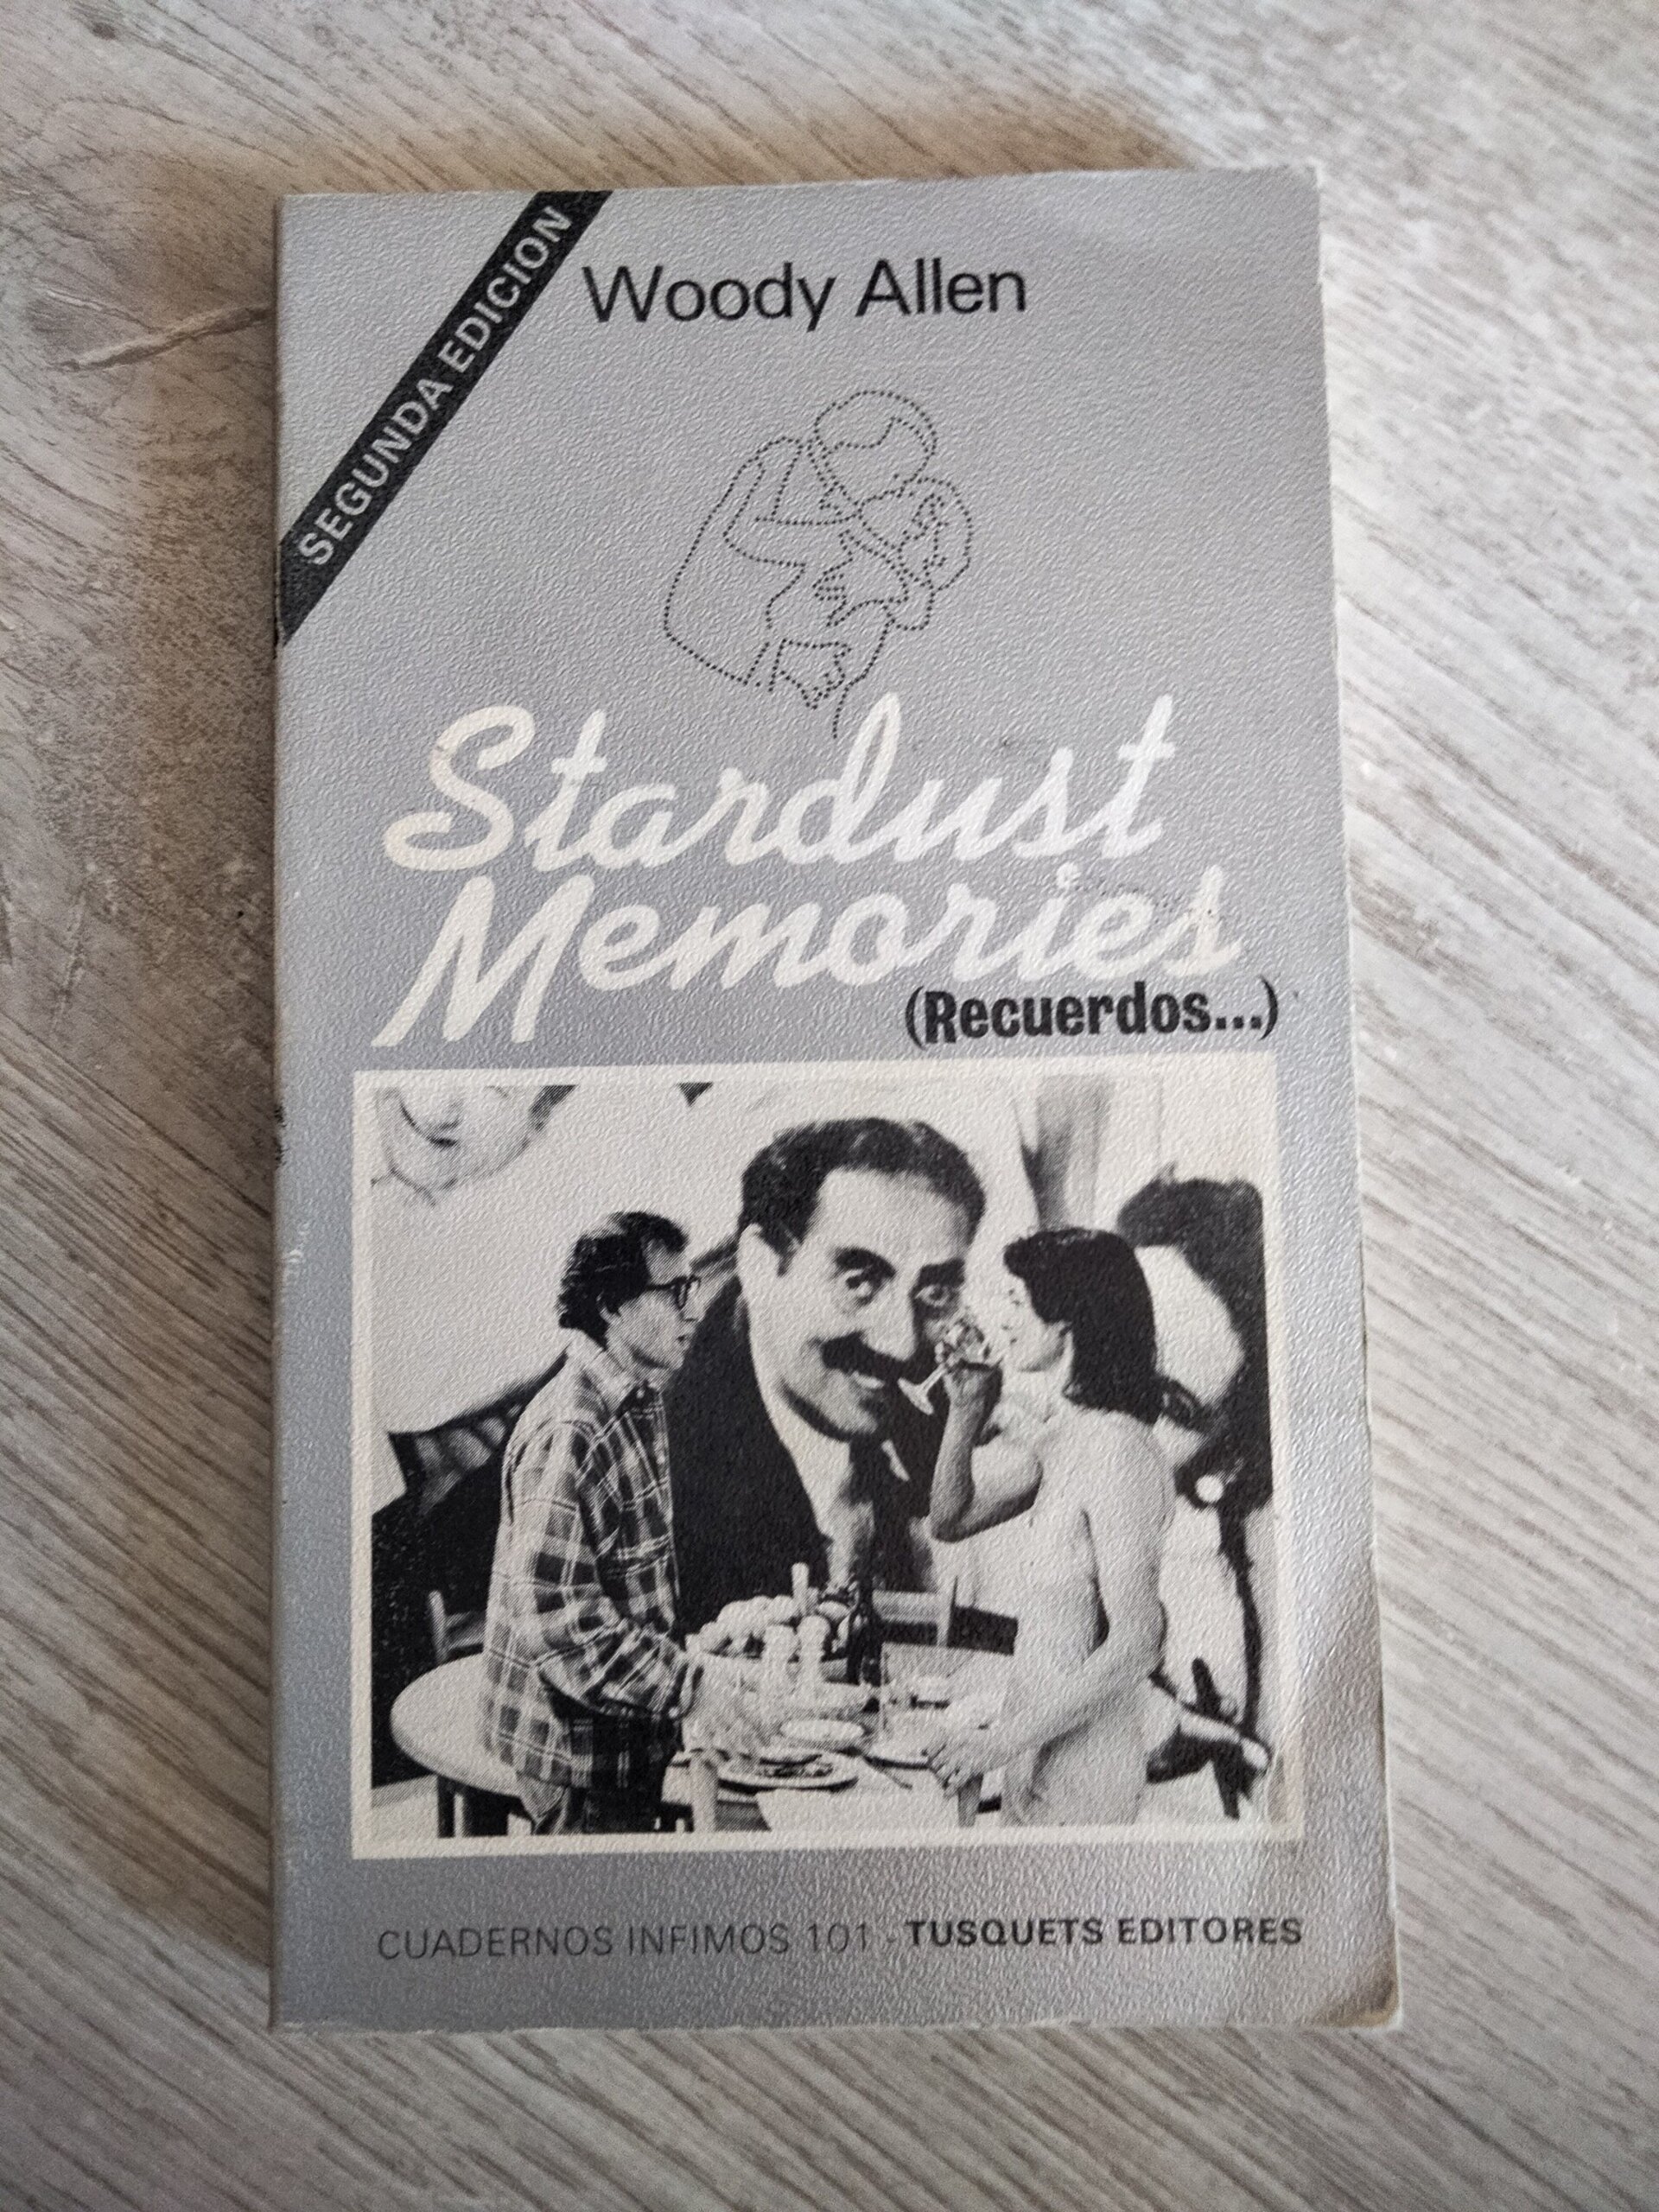 SEGUNDA EDICION
Woody Allen
Stardust
Memories
(Recuerdos...)
CUADERNOS INFIMOS 101 - TUSQUETS EDITORES